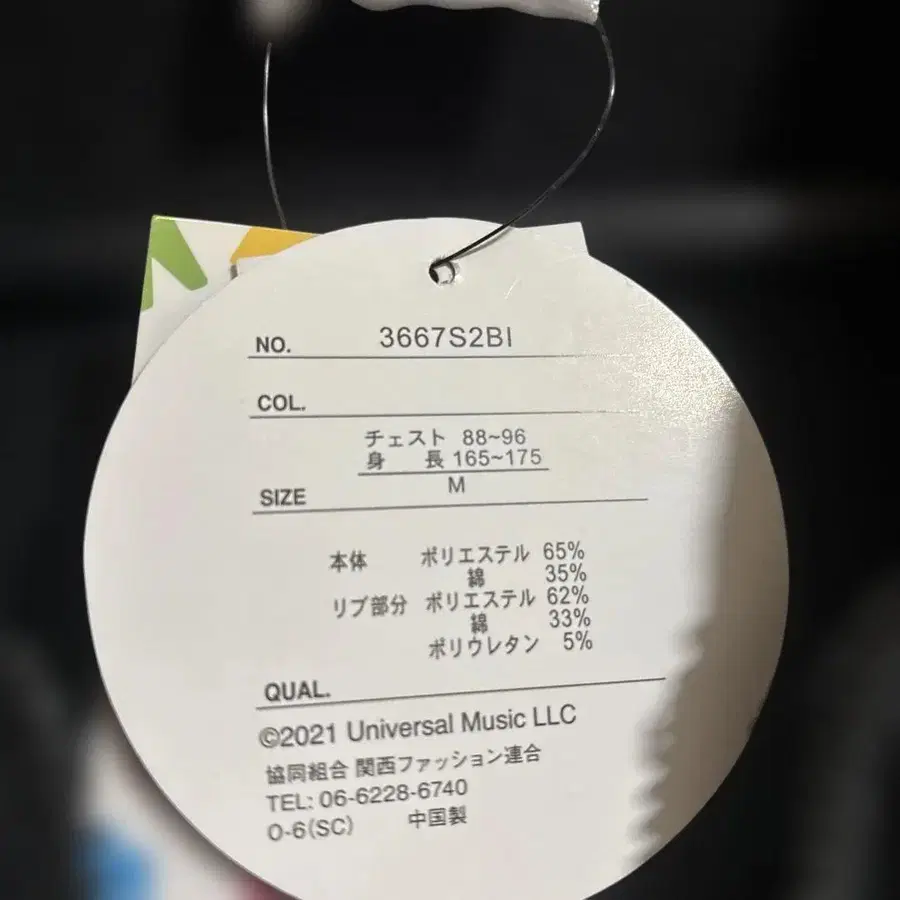 NO. 3667S2BI
COL.
チェスト 88~96
身 長 165~175
SIZE M
本体 ポリエステル 65%
綿 35%
リブ部分 ポリエステル 62%
綿 33%
ポリウレタン 5%
QUAL.
©2021 Universal Music LLC
協同組合 関西ファッション連合
TEL: 06-6228-6740
O-6(SC) 中国製